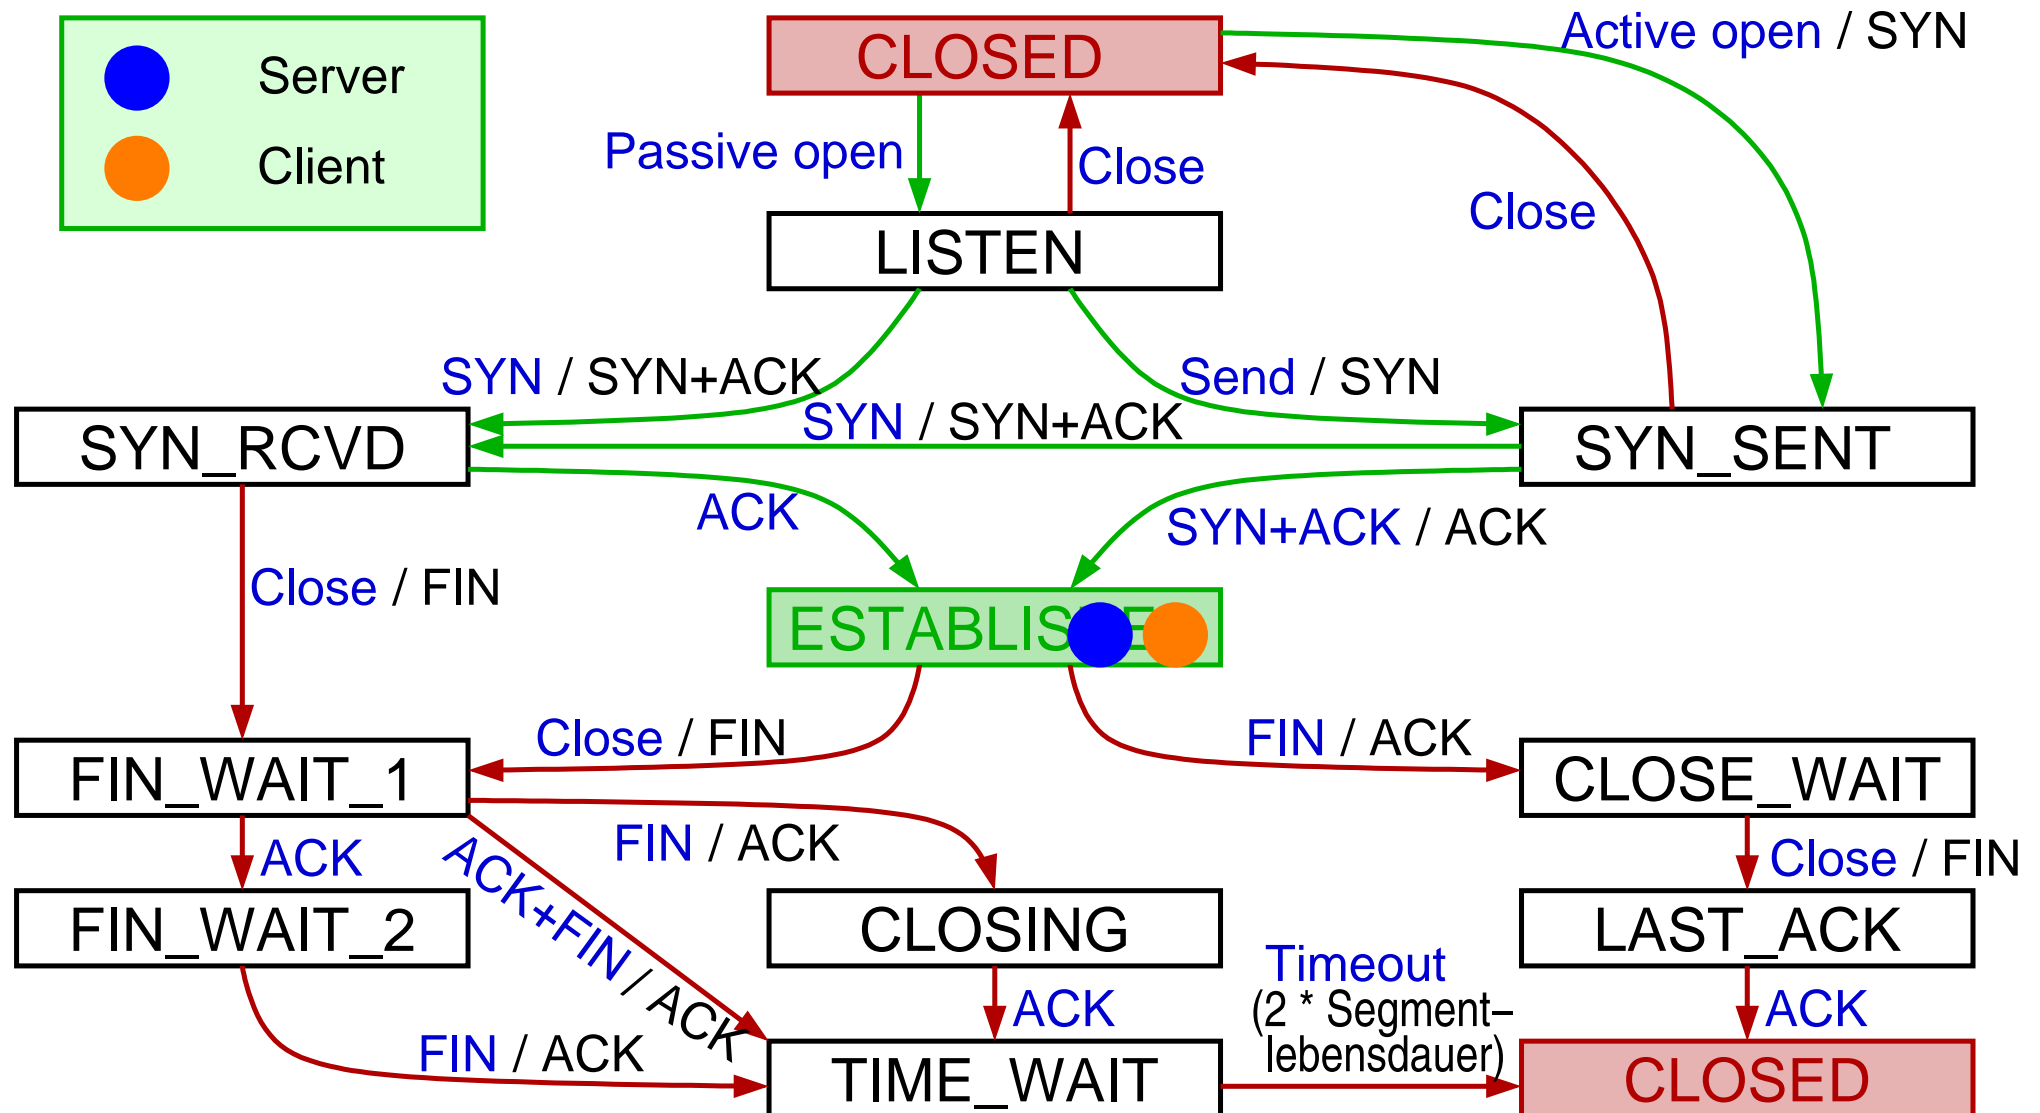 Server
Client
CLOSED
Active open / SYN
Passive open
Close
Close
LISTEN
SYN / SYN+ACK
Send / SYN
SYN / SYN+ACK
SYN_RCVD
SYN_SENT
ACK
SYN+ACK / ACK
Close / FIN
Close / FIN
FIN / ACK
FIN_WAIT_1
CLOSE_WAIT
ACK
ACK+FIN / ACK
FIN / ACK
Close / FIN
FIN_WAIT_2
CLOSING
LAST_ACK
Timeout
(2 * Segment–
lebensdauer)
ACK
ACK
FIN / ACK
TIME_WAIT
CLOSED